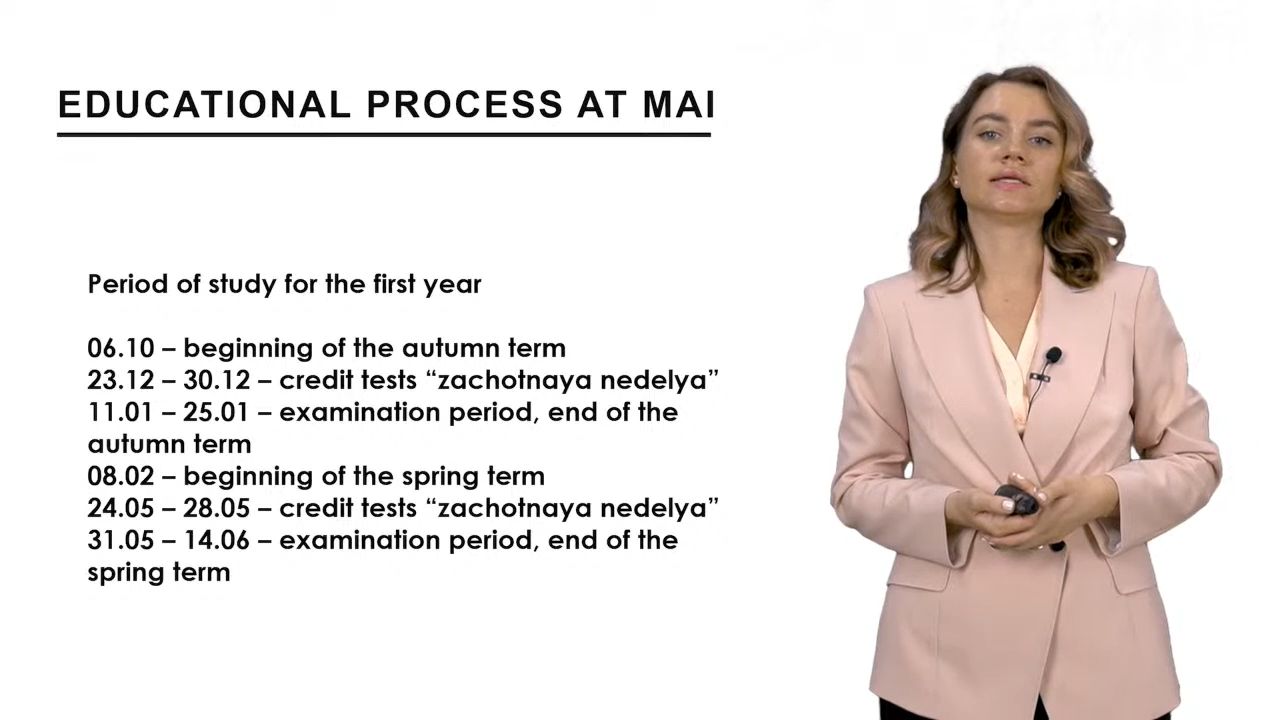 EDUCATIONAL PROCESS AT MAI
Period of study for the first year
06.10 – beginning of the autumn term
23.12 – 30.12 – credit tests “zachotnaya nedelya”
11.01 – 25.01 – examination period, end of the
autumn term
08.02 – beginning of the spring term
24.05 – 28.05 – credit tests “zachotnaya nedelya”
31.05 – 14.06 – examination period, end of the
spring term